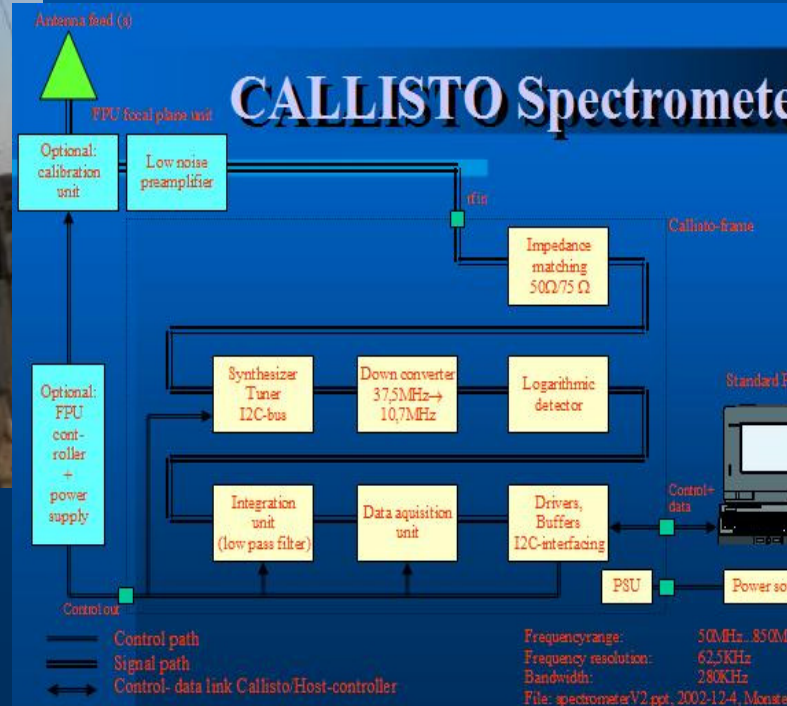 Antenna feed (s)
CALLISTO Spectromete
FPU focal plane unit
Optional:
calibration
unit
Low noise
preamplifier
rf in
Callisto-frame
Impedance
matching
50Ω/75 Ω
Optional:
FPU
cont-
roller
+
power
supply
Synthesizer
Tuner
I2C-bus
Down converter
37,5MHz→
10,7MHz
Logarithmic
detector
Standard P
Integration
unit
(low pass filter)
Data aquisition
unit
Drivers,
Buffers
I2C-interfacing
Control+
data
PSU
Power so
Control out
Control path
Signal path
Control- data link Callisto/Host-controller
Frequencyrange: 50MHz...850M
Frequency resolution: 62,5KHz
Bandwidth: 280KHz
File: spectrometerV2.ppt, 2002-12-4, Monste